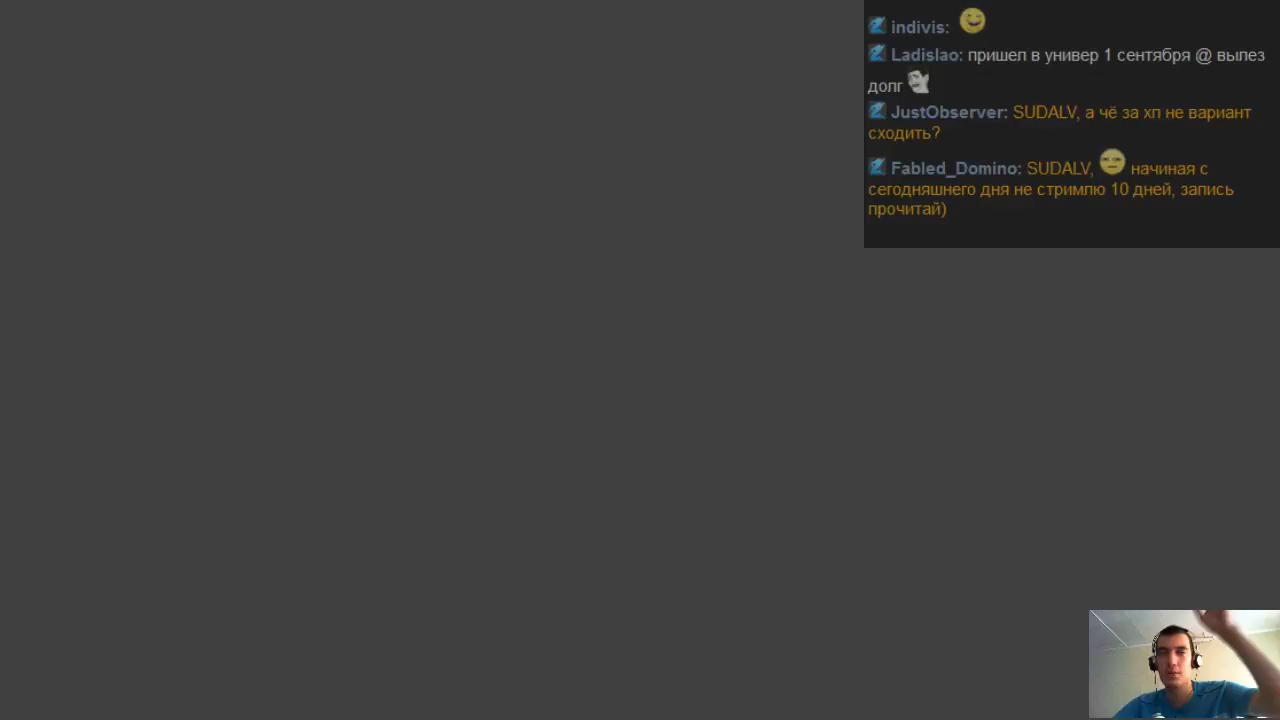 indivis:
Ladislao: пришел в универ 1 сентября @ вылез
долг
JustObserver: SUDALV, а чё за хп не вариант
сходить?
Fabled_Domino: SUDALV, начиная с
сегодняшнего дня не стримлю 10 дней, запись
прочитай)